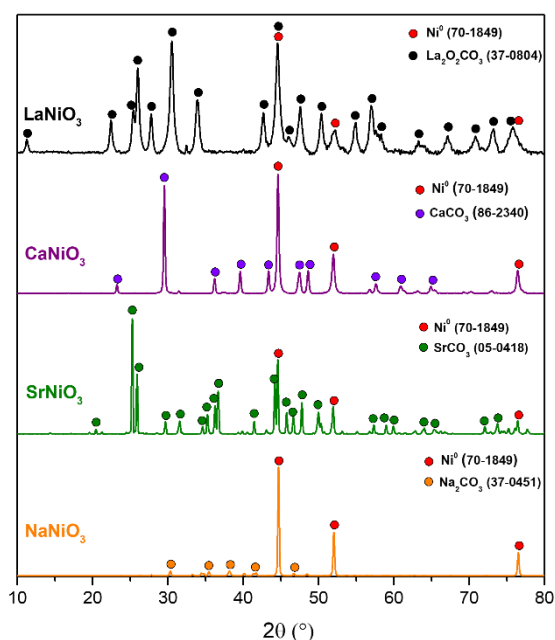 Ni⁰ (70-1849)
La₂O₂CO₃ (37-0804)
LaNiO₃
Ni⁰ (70-1849)
CaCO₃ (86-2340)
CaNiO₃
Ni⁰ (70-1849)
SrCO₃ (05-0418)
SrNiO₃
Ni⁰ (70-1849)
Na₂CO₃ (37-0451)
NaNiO₃
10 20 30 40 50 60 70 80
2θ (°)